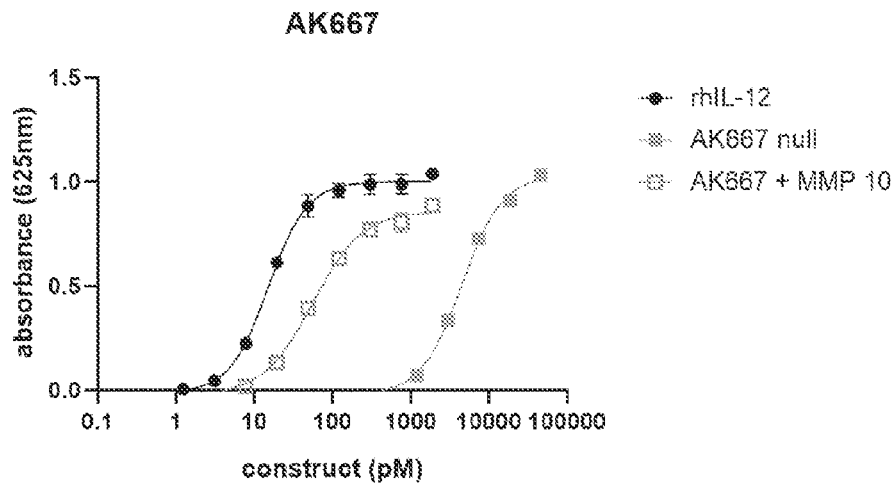 AK667
1.5
1.0
0.5
0.0
absorbance (625nm)
0.1 1 10 100 1000 10000 100000
construct (pM)
rhIL-12
AK667 null
AK667 + MMP 10